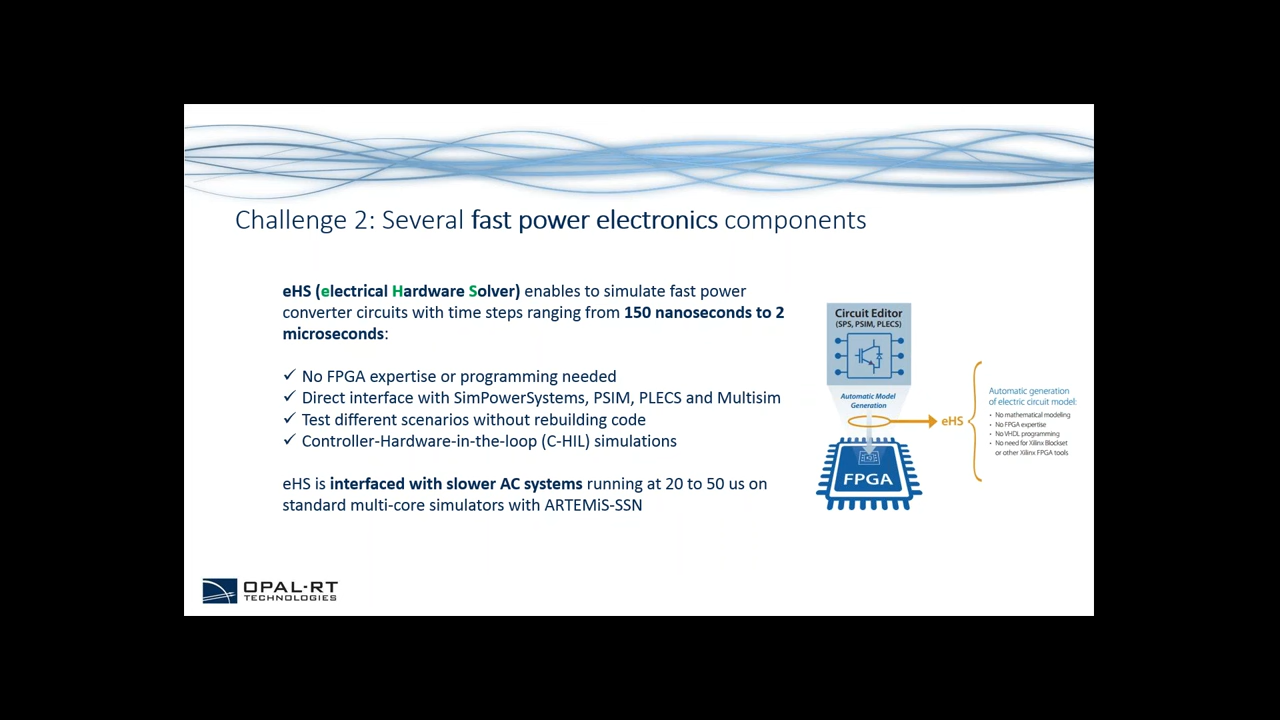 Challenge 2: Several fast power electronics components
eHS (electrical Hardware Solver) enables to simulate fast power
converter circuits with time steps ranging from 150 nanoseconds to 2
microseconds:
✓ No FPGA expertise or programming needed
✓ Direct interface with SimPowerSystems, PSIM, PLECS and Multisim
✓ Test different scenarios without rebuilding code
✓ Controller-Hardware-in-the-loop (C-HIL) simulations
eHS is interfaced with slower AC systems running at 20 to 50 us on
standard multi-core simulators with ARTEMiS-SSN
Circuit Editor
(SPS, PSIM, PLECS)
Automatic Model
Generation
eHS
FPGA
Automatic generation
of electric circuit model:
• No mathematical modeling
• No FPGA expertise
• No VHDL programming
• No need for Xilinx Blockset
or other Xilinx FPGA tools
OPAL-RT
TECHNOLOGIES